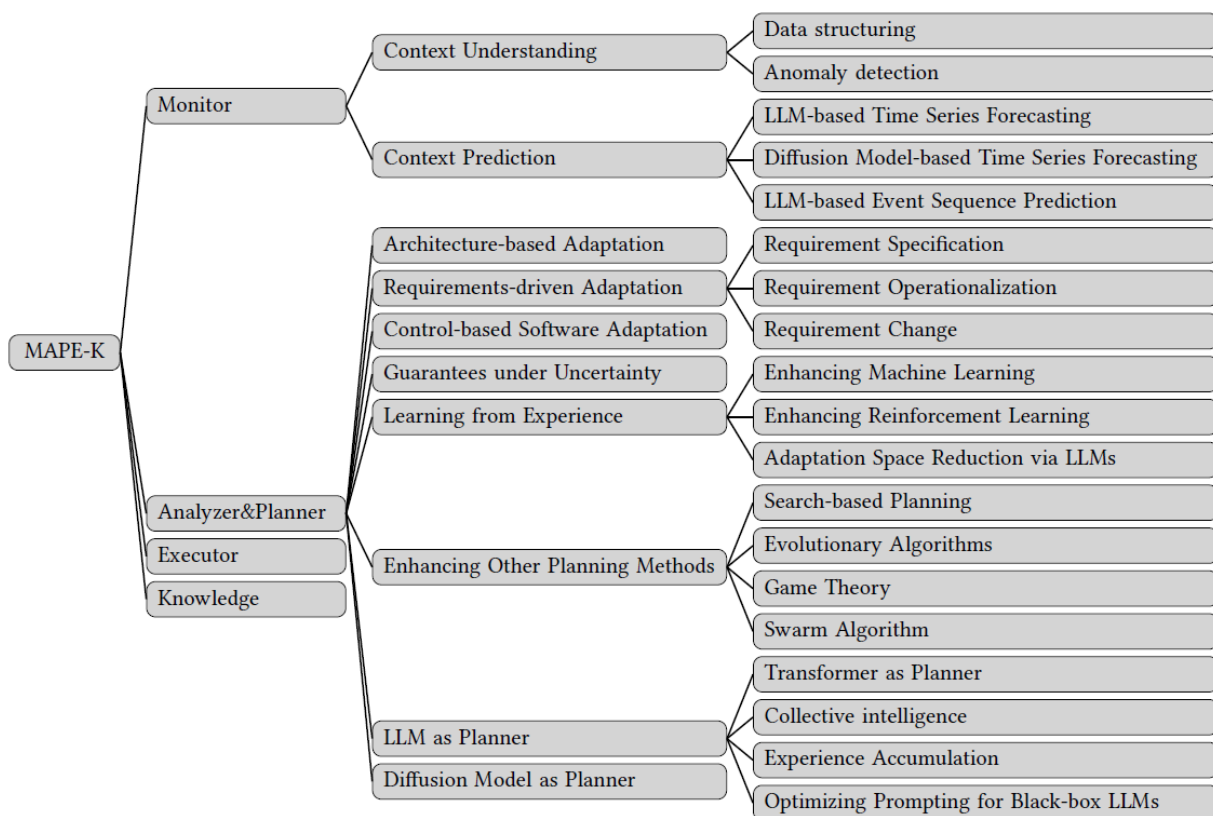 Data structuring
Context Understanding
Anomaly detection
Monitor
LLM-based Time Series Forecasting
Context Prediction
Diffusion Model-based Time Series Forecasting
LLM-based Event Sequence Prediction
Architecture-based Adaptation
Requirement Specification
Requirements-driven Adaptation
Requirement Operationalization
Control-based Software Adaptation
Requirement Change
MAPE-K
Guarantees under Uncertainty
Enhancing Machine Learning
Learning from Experience
Enhancing Reinforcement Learning
Adaptation Space Reduction via LLMs
Analyzer&Planner
Search-based Planning
Executor
Evolutionary Algorithms
Enhancing Other Planning Methods
Knowledge
Game Theory
Swarm Algorithm
Transformer as Planner
Collective intelligence
LLM as Planner
Experience Accumulation
Diffusion Model as Planner
Optimizing Prompting for Black-box LLMs